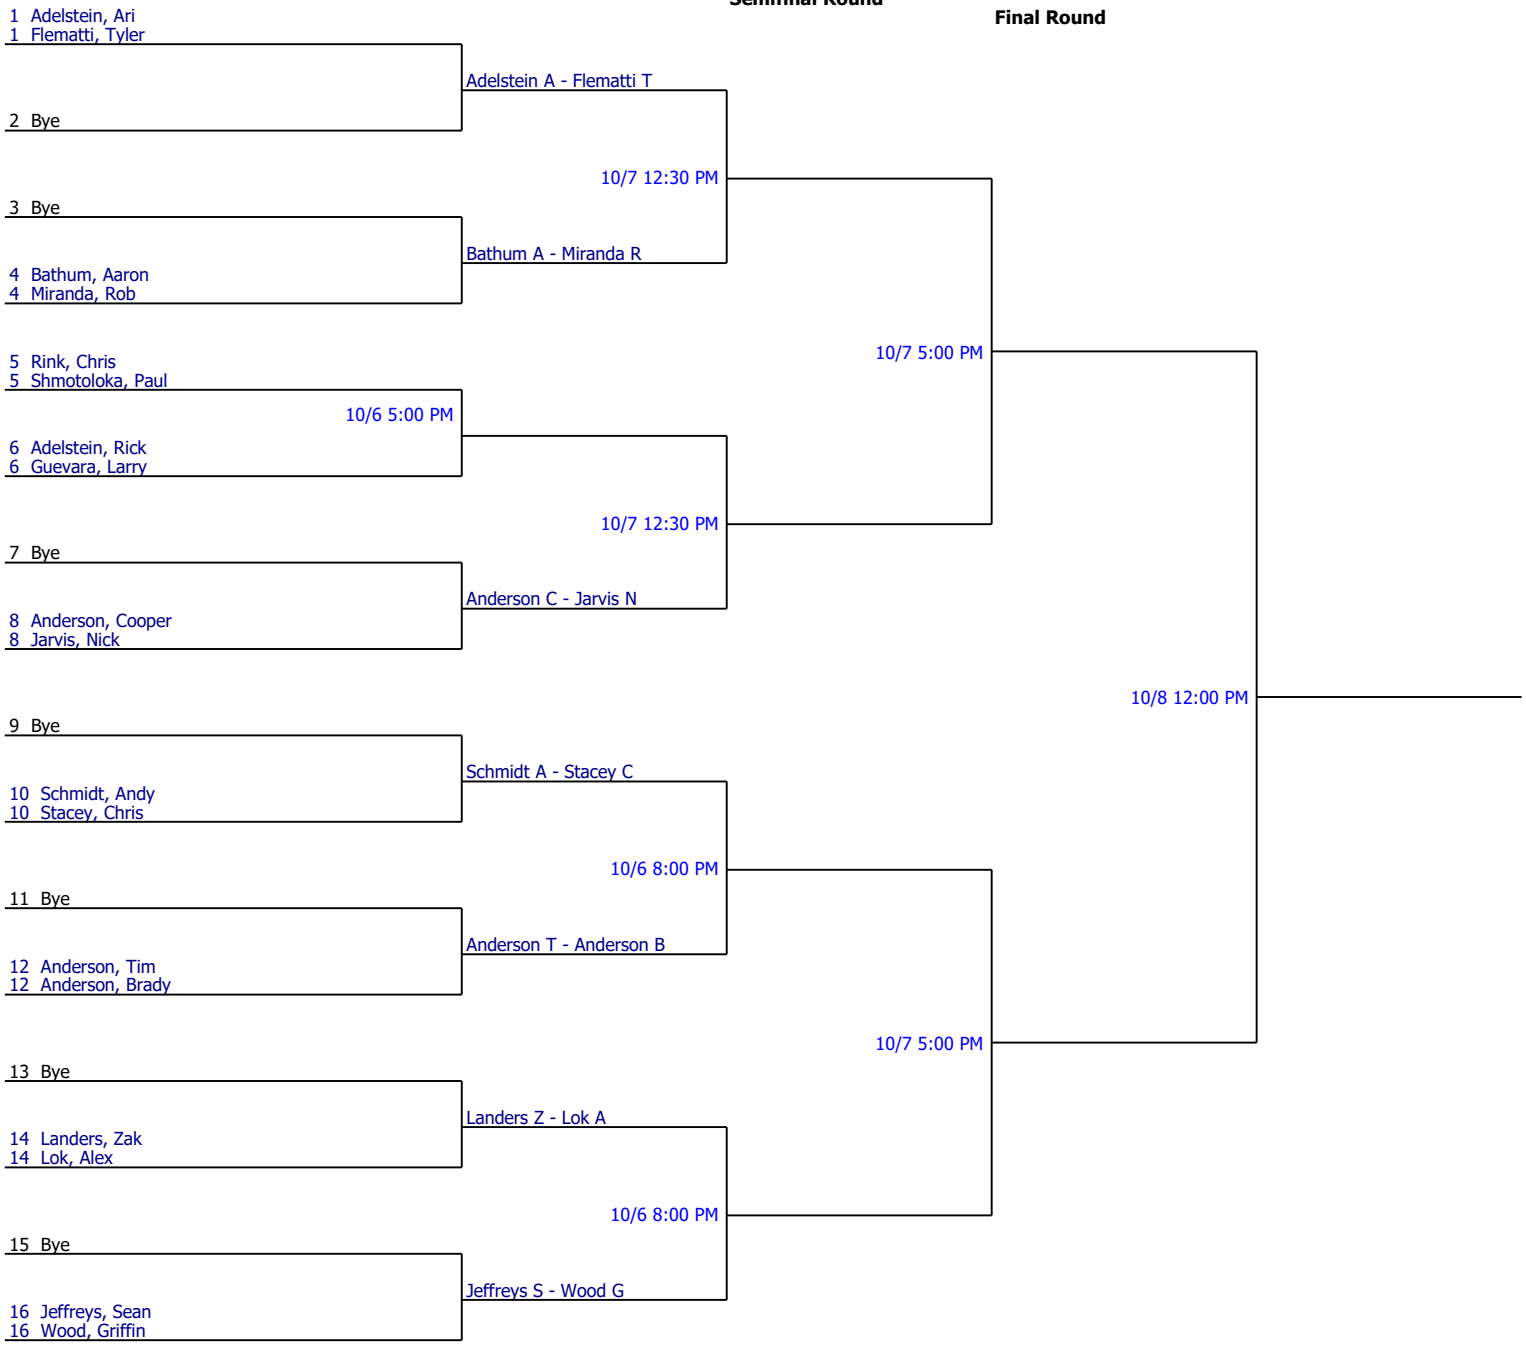 Semifinal Round
Final Round
1 Adelstein, Ari
1 Flematti, Tyler
Adelstein A - Flematti T
2 Bye
10/7 12:30 PM
3 Bye
Bathum A - Miranda R
4 Bathum, Aaron
4 Miranda, Rob
10/7 5:00 PM
5 Rink, Chris
5 Shmotoloka, Paul
10/6 5:00 PM
6 Adelstein, Rick
6 Guevara, Larry
10/7 12:30 PM
7 Bye
Anderson C - Jarvis N
8 Anderson, Cooper
8 Jarvis, Nick
10/8 12:00 PM
9 Bye
Schmidt A - Stacey C
10 Schmidt, Andy
10 Stacey, Chris
10/6 8:00 PM
11 Bye
Anderson T - Anderson B
12 Anderson, Tim
12 Anderson, Brady
10/7 5:00 PM
13 Bye
Landers Z - Lok A
14 Landers, Zak
14 Lok, Alex
10/6 8:00 PM
15 Bye
Jeffreys S - Wood G
16 Jeffreys, Sean
16 Wood, Griffin